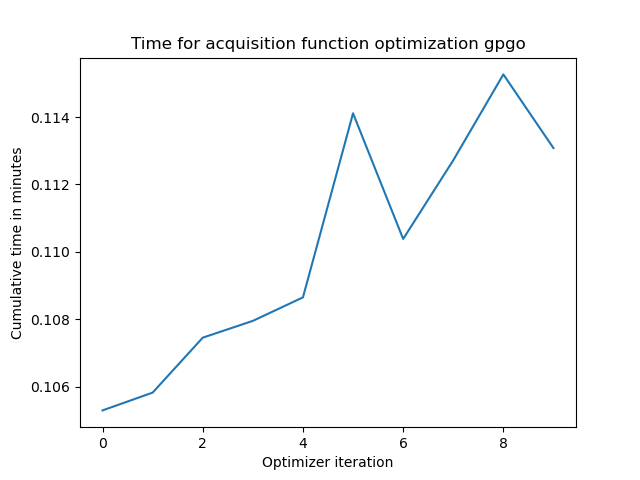 Time for acquisition function optimization gpgo
0.114
0.112
0.110
0.108
0.106
Cumulative time in minutes
0 2 4 6 8
Optimizer iteration